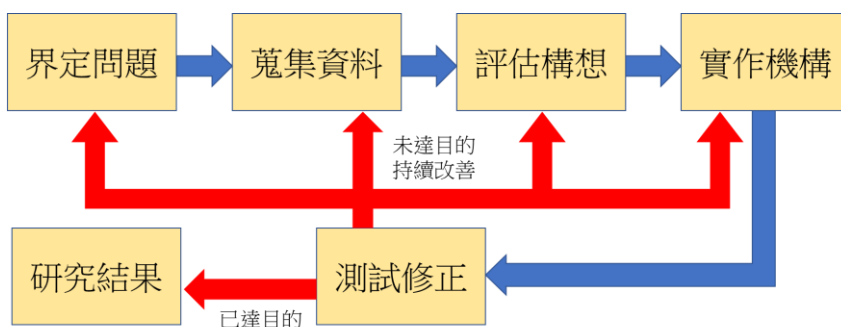 界定問題
蒐集資料
評估構想
實作機構
未達目的
持續改善
研究結果
測試修正
已達目的